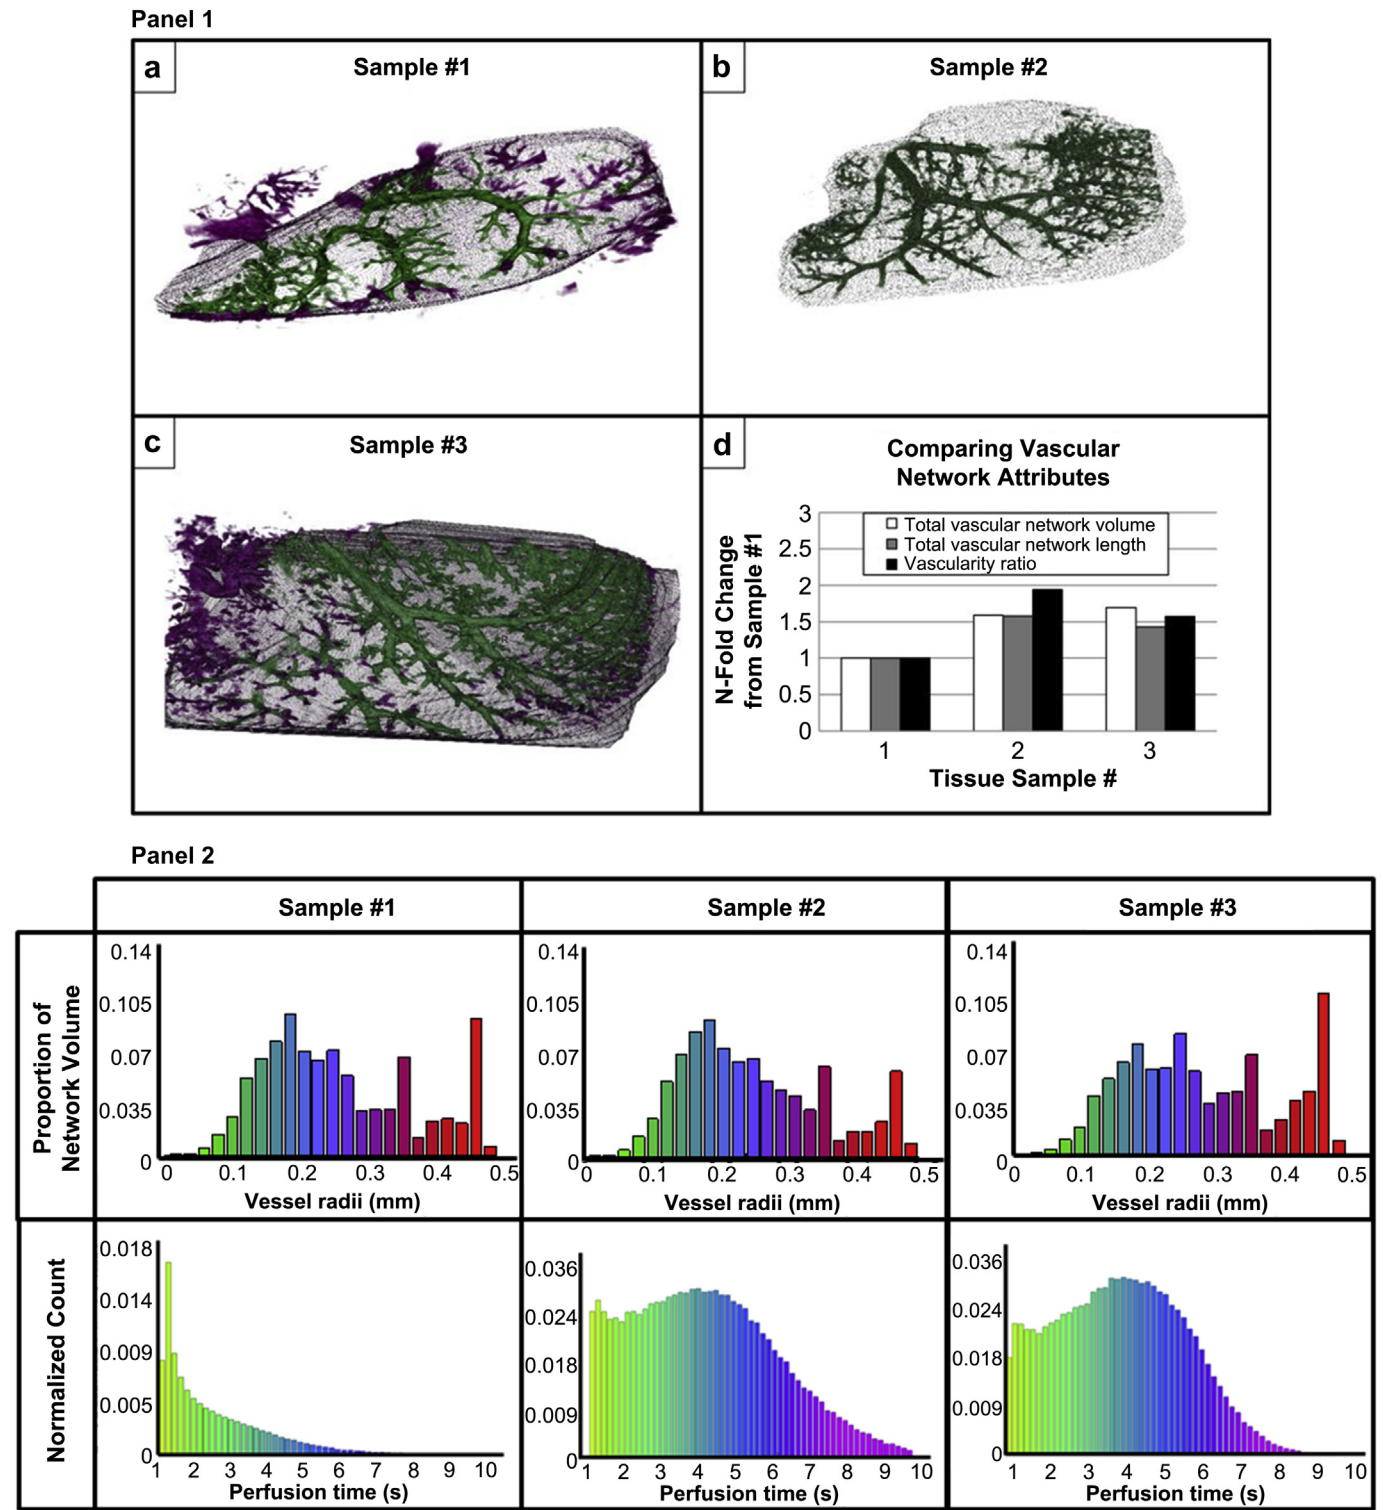 Panel 1
a
Sample #1
b
Sample #2
c
Sample #3
d
Comparing Vascular
Network Attributes
N-Fold Change
from Sample #1
3
2.5
2
1.5
1
0.5
0
Total vascular network volume
Total vascular network length
Vascularity ratio
1 2 3
Tissue Sample #
Panel 2
Sample #1
Sample #2
Sample #3
Proportion of
Network Volume
0.14
0.105
0.07
0.035
0
0 0.1 0.2 0.3 0.4 0.5
Vessel radii (mm)
0.14
0.105
0.07
0.035
0
0 0.1 0.2 0.3 0.4 0.5
Vessel radii (mm)
0.14
0.105
0.07
0.035
0
0 0.1 0.2 0.3 0.4 0.5
Vessel radii (mm)
Normalized Count
0.018
0.014
0.009
0.005
0
1 2 3 4 5 6 7 8 9 10
Perfusion time (s)
0.036
0.024
0.018
0.009
0
1 2 3 4 5 6 7 8 9 10
Perfusion time (s)
0.036
0.024
0.018
0.009
0
1 2 3 4 5 6 7 8 9 10
Perfusion time (s)